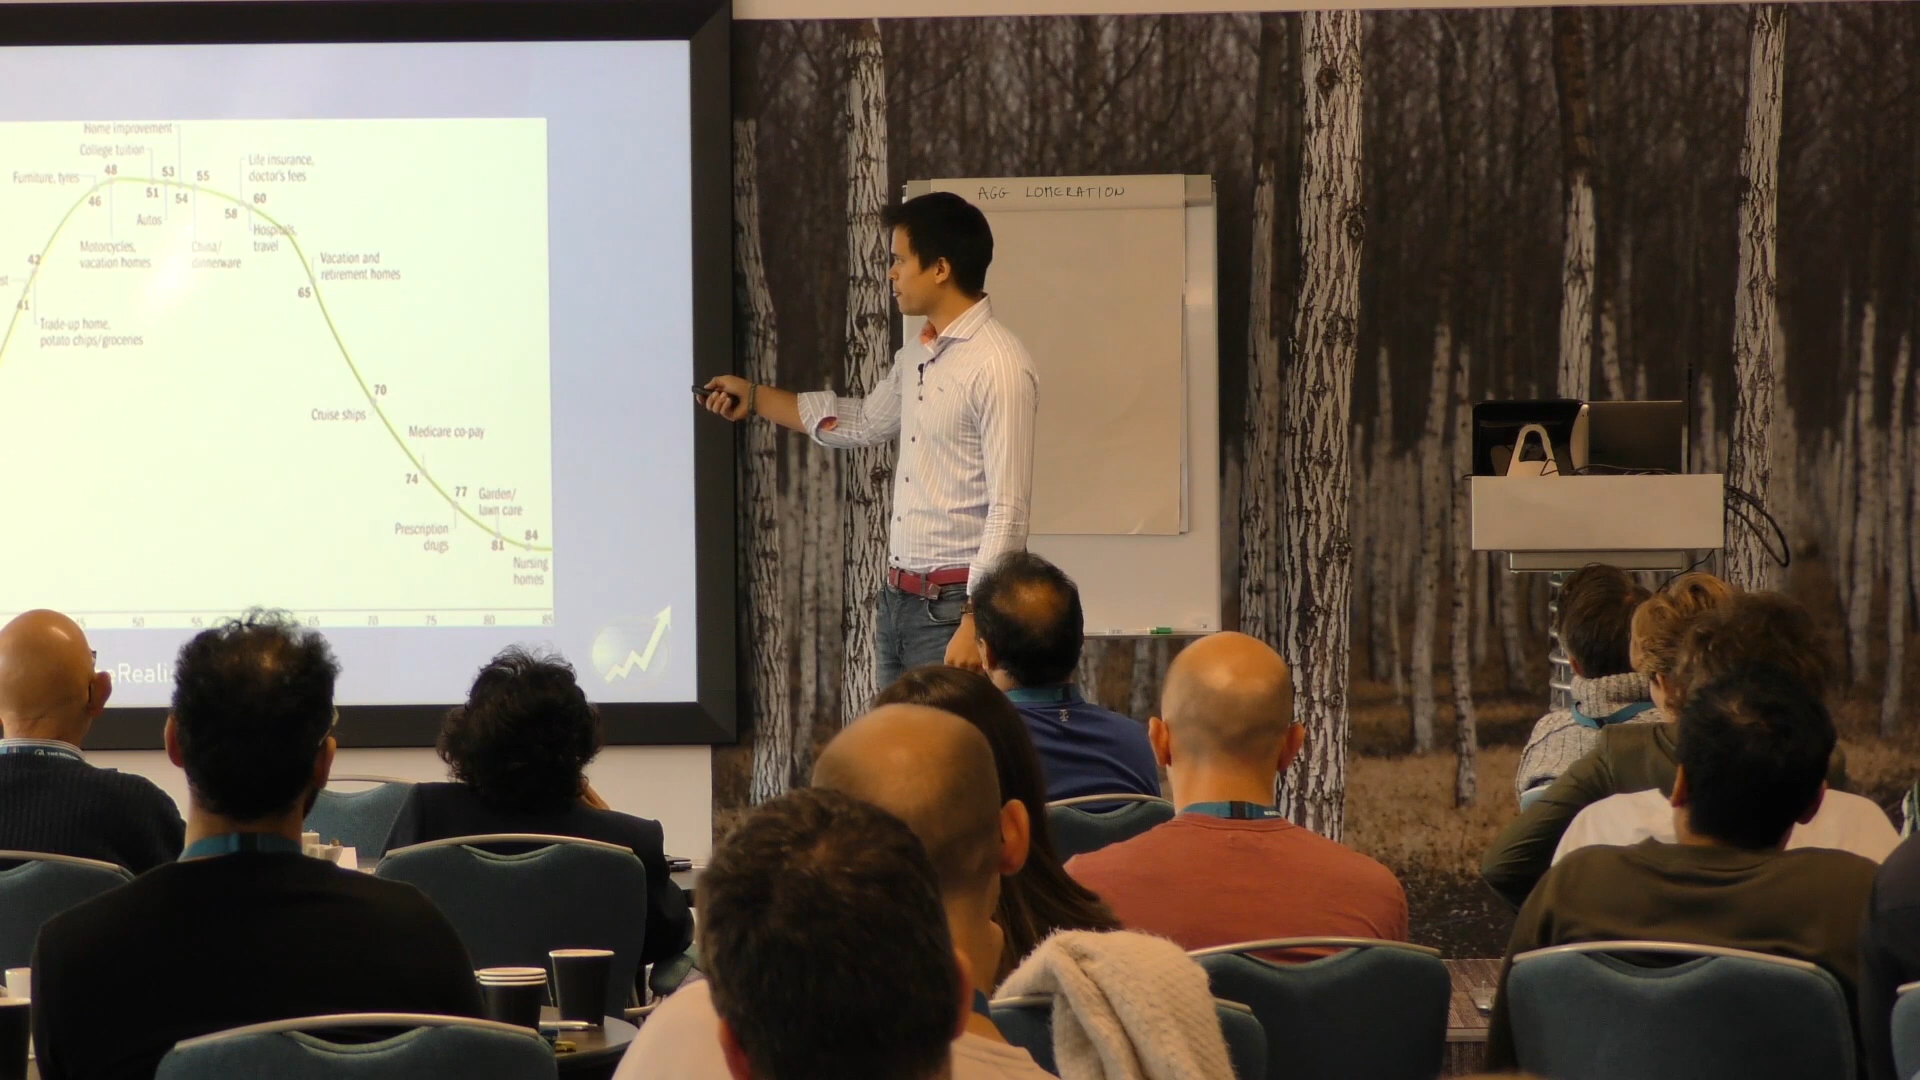 Home improvement
College tuition
Furniture, tyres
48
53
55
Life insurance,
doctor's fees
46
51
54
58
60
Autos
Hospitals,
travel
Motorcycles,
vacation homes
China/
dinnerware
42
Vacation and
retirement homes
41
65
Trade-up home,
potato chips/groceries
70
Cruise ships
Medicare co-pay
74
77
Garden/
lawn care
Prescription
drugs
81
84
Nursing
homes
50
55
65
70
75
80
85
AGG LOMERATION